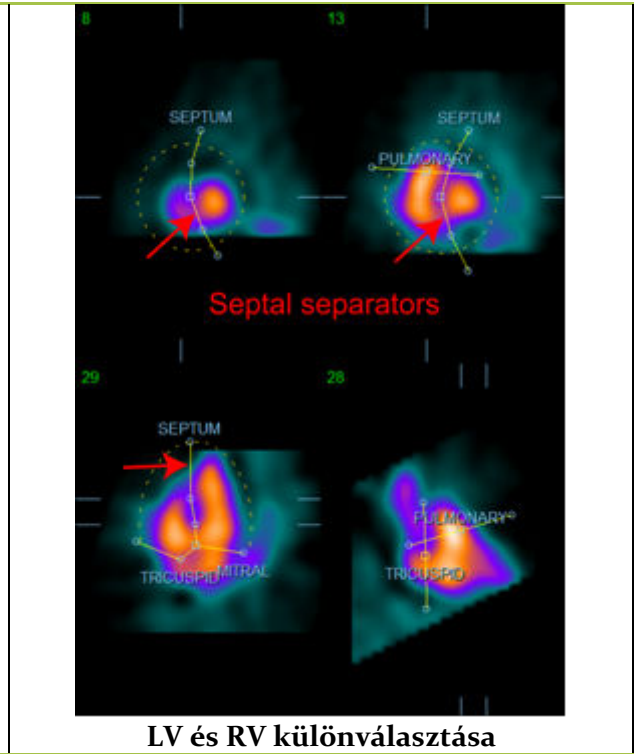 8
13
SEPTUM
SEPTUM
PULMONARY
Septal separators
29
28
SEPTUM
PULMONARY
TRICUSPID
MITRAL
TRICUSPID
LV és RV különválasztása